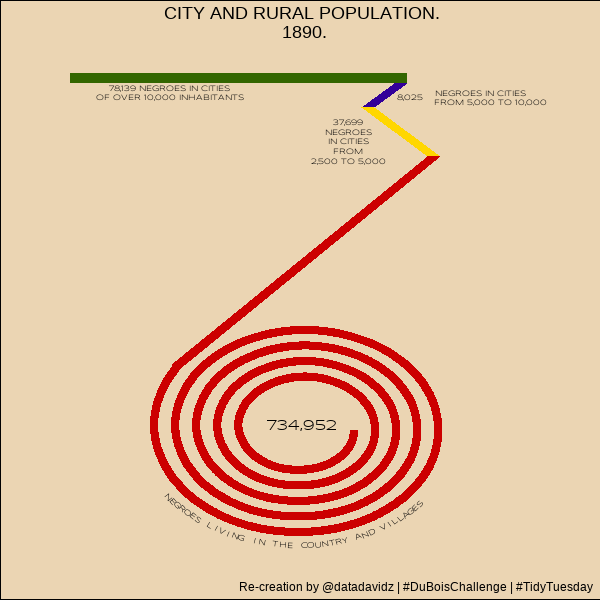 CITY AND RURAL POPULATION.
1890.
78,139 NEGROES IN CITIES
OF OVER 10,000 INHABITANTS
8,025
NEGROES IN CITIES
FROM 5,000 TO 10,000
37,699
NEGROES
IN CITIES
FROM
2,500 TO 5,000
734,952
NEGROES LIVING IN THE COUNTRY AND VILLAGES
Re-creation by @datadavidz | #DuBoisChallenge | #TidyTuesday